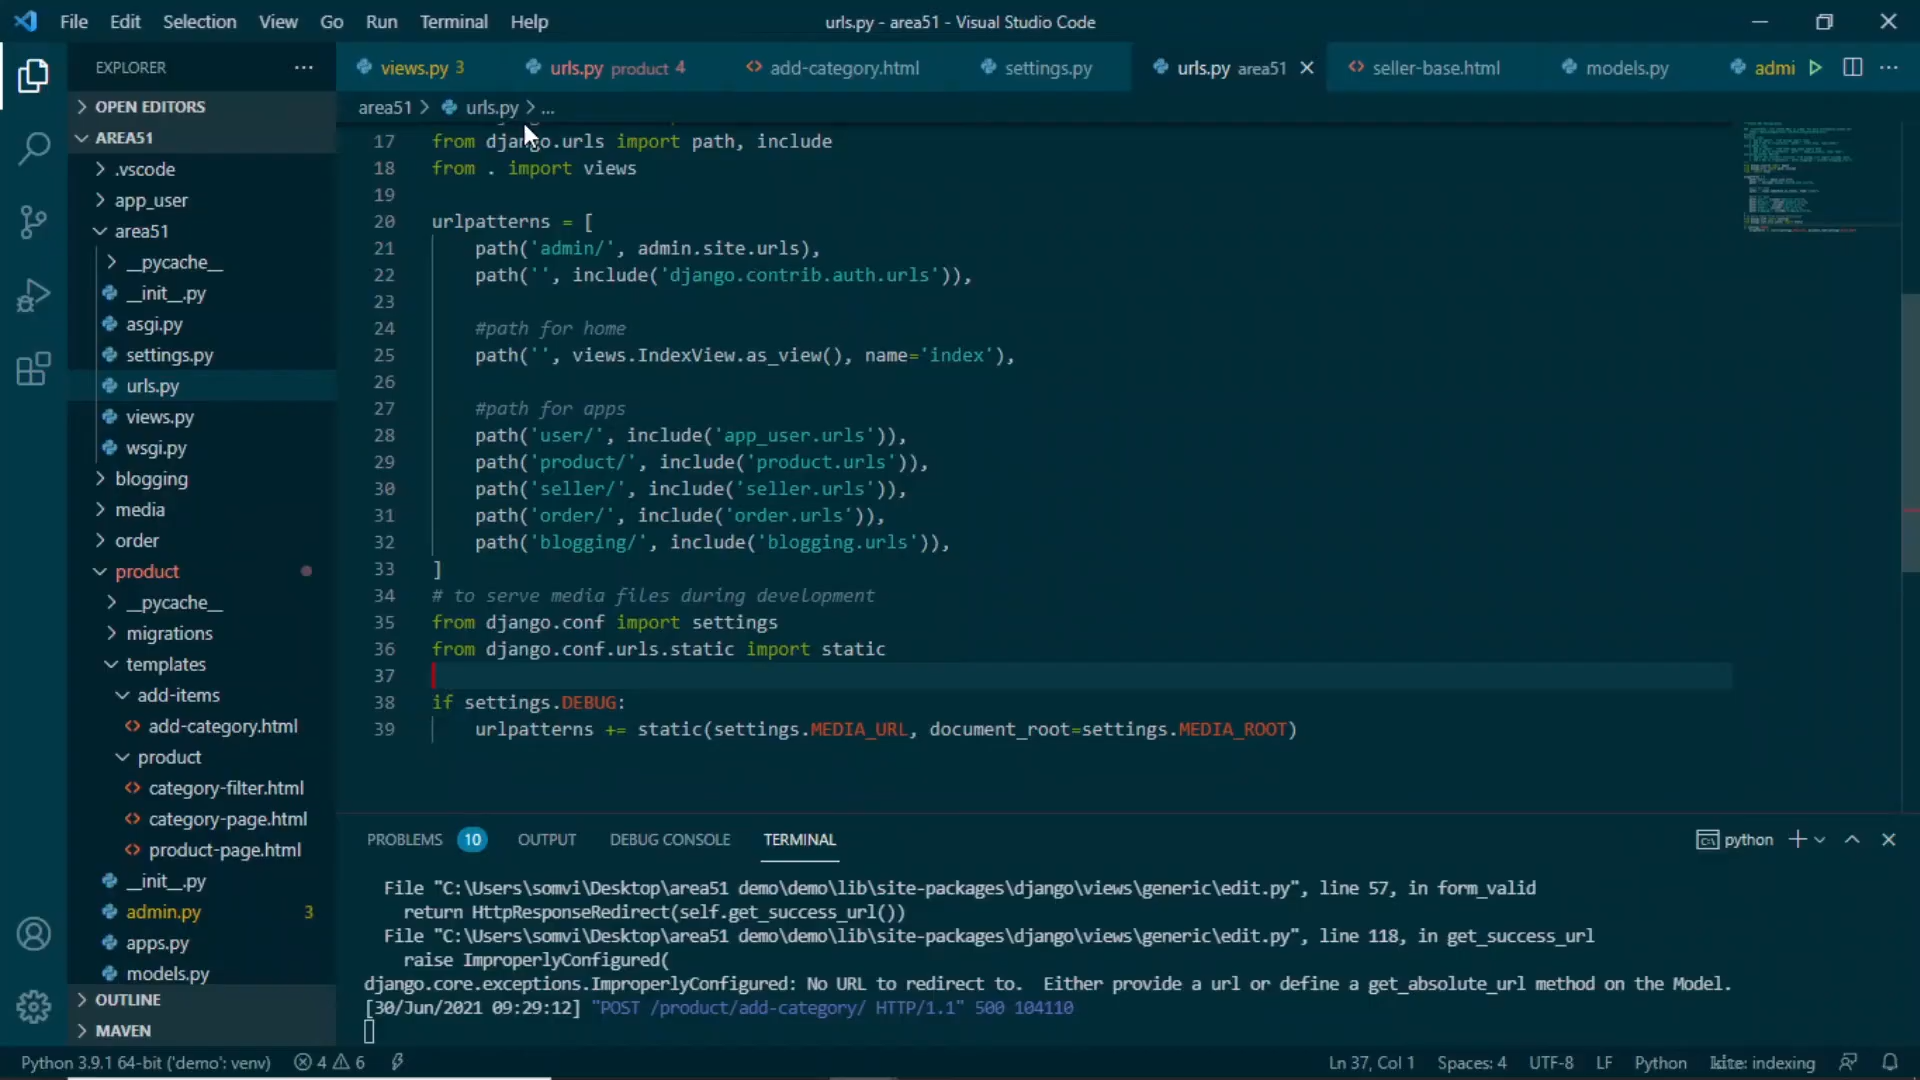 File Edit Selection View Go Run Terminal Help
urls.py - area51 - Visual Studio Code
EXPLORER
views.py 3
urls.py product 4
add-category.html
settings.py
urls.py area51
seller-base.html
models.py
admi
OPEN EDITORS
AREA51
.vscode
app_user
area51
__pycache__
__init__.py
asgi.py
settings.py
urls.py
views.py
wsgi.py
blogging
media
order
product
__pycache__
migrations
templates
add-items
add-category.html
product
category-filter.html
category-page.html
product-page.html
__init__.py
admin.py 3
apps.py
models.py
OUTLINE
MAVEN
area51 > urls.py > ...
17 from django.urls import path, include
18 from . import views
19
20 urlpatterns = [
21 path('admin/', admin.site.urls),
22 path('', include('django.contrib.auth.urls')),
23
24 #path for home
25 path('', views.IndexView.as_view(), name='index'),
26
27 #path for apps
28 path('user/', include('app_user.urls')),
29 path('product/', include('product.urls')),
30 path('seller/', include('seller.urls')),
31 path('order/', include('order.urls')),
32 path('blogging/', include('blogging.urls')),
33 ]
34 # to serve media files during development
35 from django.conf import settings
36 from django.conf.urls.static import static
37
38 if settings.DEBUG:
39 urlpatterns += static(settings.MEDIA_URL, document_root=settings.MEDIA_ROOT)
PROBLEMS 10 OUTPUT DEBUG CONSOLE TERMINAL
python
File "C:\Users\somvi\Desktop\area51 demo\demo\lib\site-packages\django\views\generic\edit.py", line 57, in form_valid
return HttpResponseRedirect(self.get_success_url())
File "C:\Users\somvi\Desktop\area51 demo\demo\lib\site-packages\django\views\generic\edit.py", line 118, in get_success_url
raise ImproperlyConfigured(
django.core.exceptions.ImproperlyConfigured: No URL to redirect to.  Either provide a url or define a get_absolute_url method on the Model.
[30/Jun/2021 09:29:12] "POST /product/add-category/ HTTP/1.1" 500 104110
Python 3.9.1 64-bit ('demo': venv) 4 6
Ln 37, Col 1 Spaces: 4 UTF-8 LF Python kite: indexing